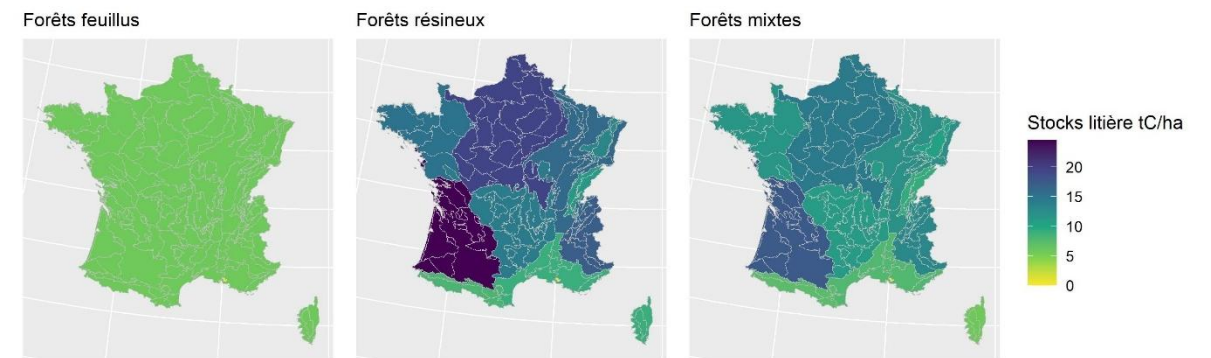 Forêts feuillus
Forêts résineux
Forêts mixtes
Stocks litière tC/ha
20
15
10
5
0